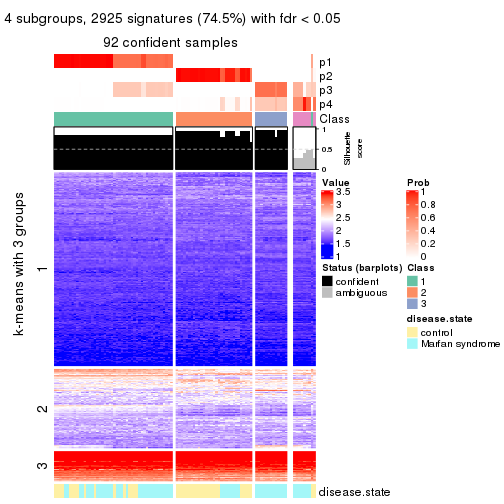 4 subgroups, 2925 signatures (74.5%) with fdr < 0.05
92 confident samples
p1
p2
p3
p4
Class
1
0.5
0
Silhouette
score
k-means with 3 groups
1
2
3
disease.state
Value
3.5
3
2.5
2
1.5
1
Prob
1
0.8
0.6
0.4
0.2
0
Status (barplots)
confident
ambiguous
Class
1
2
3
disease.state
control
Marfan syndrome